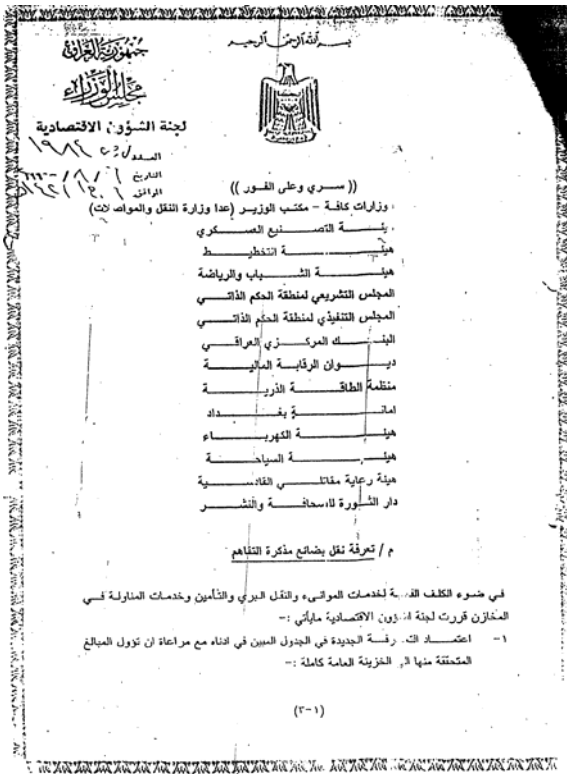 بسم الله الرحمن الرحيم
جمهورية العراق
مجلس الوزراء
لجنة الشؤون الاقتصادية
العدد
التاريخ
الموافق
(( سري وعلى الفور ))
وزارات كافة - مكتب الوزير (عدا وزارة النقل والمواصلات)
التصنيع العسكري
هيئة التخطيط
هيئة الشباب والرياضة
المجلس التشريعي لمنطقة الحكم الذاتي
المجلس التنفيذي لمنطقة الحكم الذاتي
البنك المركزي العراقي
ديوان الرقابة المالية
منظمة الطاقة الذرية
امانة بغداد
هيئة الكهرباء
هيئة السياحة
هيئة رعاية مقاتلي القادسية
دار الثورة للصحافة والنشر
م / تعرفة نقل بضائع مذكرة التفاهم
في ضوء الكلف لخدمات الموانيء والنقل البري والتأمين وخدمات المناولة في
المخازن قررت لجنة الشؤون الاقتصادية مايأتي :-
١- اعتماد التعرفة الجديدة في الجدول المبين في ادناه مع مراعاة ان تؤول المبالغ
المتحققة منها الى الخزينة العامة كاملة :-
(٣-١)